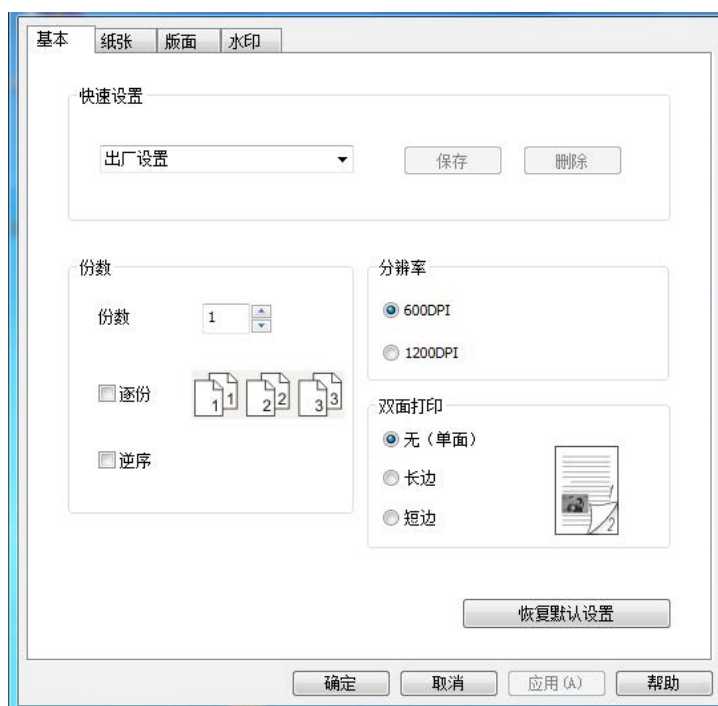 基本 纸张 版面 水印
快速设置
出厂设置 保存 删除
份数
份数 1
逐份 1 1 2 2 3 3
逆序
分辨率
600DPI
1200DPI
双面打印
无（单面）
长边
短边
1
2
恢复默认设置
确定 取消 应用(A) 帮助